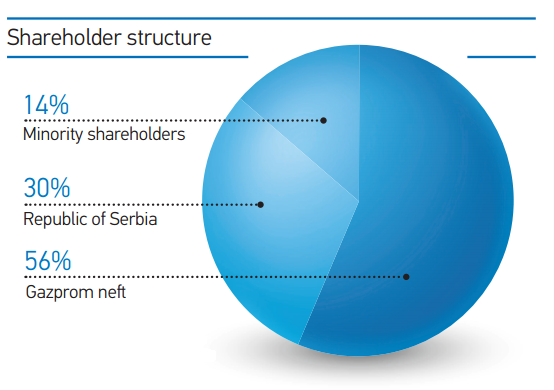 Shareholder structure
14%
Minority shareholders
30%
Republic of Serbia
56%
Gazprom neft